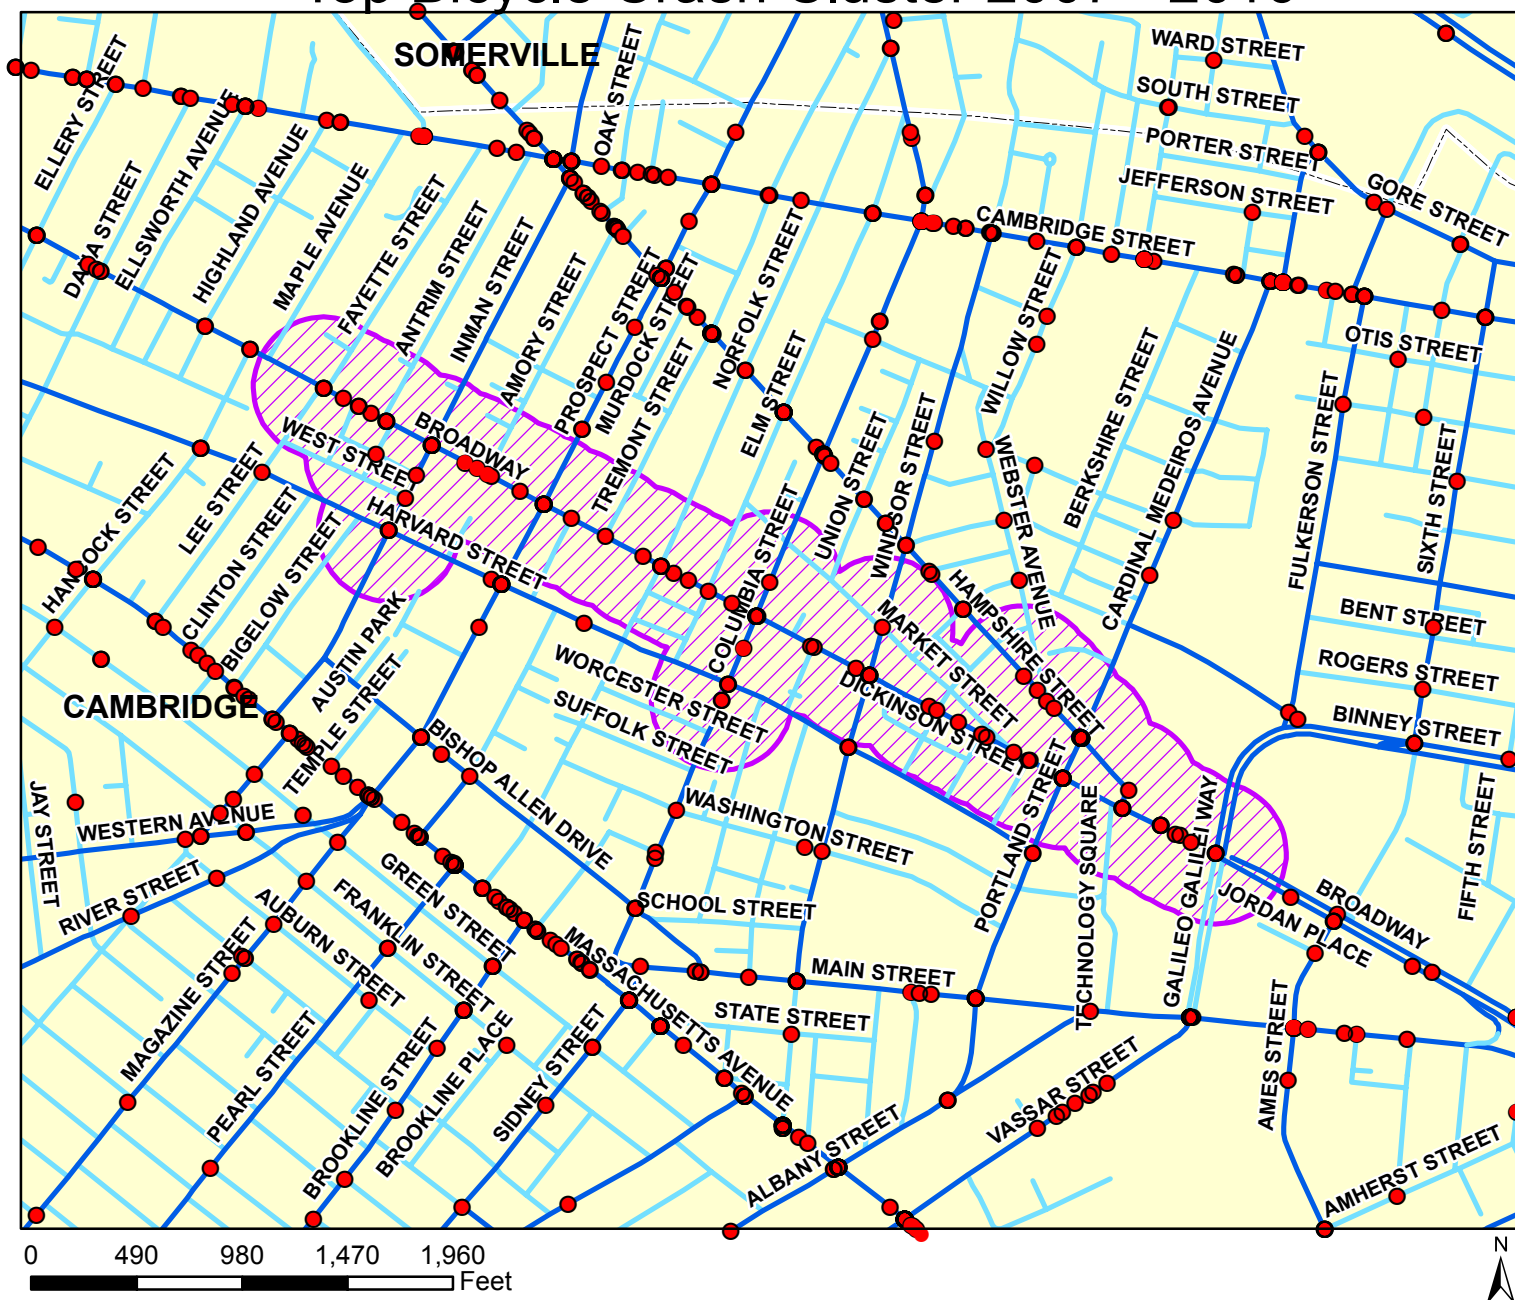 Top Bicycle Crash Cluster
SOMERVILLE
WARD STREET
SOUTH STREET
PORTER STREET
JEFFERSON STREET
GORE STREET
OAK STREET
ELLERY STREET
DANA STREET
ELLSWORTH AVENUE
HIGHLAND AVENUE
MAPLE AVENUE
FAYETTE STREET
ANTRIM STREET
INMAN STREET
AMORY STREET
PROSPECT STREET
MURDOCK STREET
TREMONT STREET
NORFOLK STREET
ELM STREET
CAMBRIDGE STREET
WILLOW STREET
BERKSHIRE STREET
CARDINAL MEDEIROS AVENUE
OTIS STREET
FULKERSON STREET
SIXTH STREET
WEST STREET
BROADWAY
HARVARD STREET
HANCOCK STREET
LEE STREET
CLINTON STREET
BIGELOW STREET
AUSTIN PARK
TEMPLE STREET
COLUMBIA STREET
UNION STREET
WINDSOR STREET
WEBSTER AVENUE
HAMPSHIRE STREET
MARKET STREET
DICKINSON STREET
BENT STREET
ROGERS STREET
BINNEY STREET
CAMBRIDGE
WORCESTER STREET
SUFFOLK STREET
BISHOP ALLEN DRIVE
WASHINGTON STREET
PORTLAND STREET
TECHNOLOGY SQUARE
GALILEO GALILEI WAY
FIFTH STREET
JAY STREET
WESTERN AVENUE
RIVER STREET
AUBURN STREET
FRANKLIN STREET
GREEN STREET
SCHOOL STREET
JORDAN PLACE
BROADWAY
MASSACHUSETTS AVENUE
MAIN STREET
STATE STREET
MAGAZINE STREET
PEARL STREET
BROOKLINE STREET
BROOKLINE PLACE
SIDNEY STREET
ALBANY STREET
VASSAR STREET
AMES STREET
AMHERST STREET
0 490 980 1,470 1,960
Feet
N